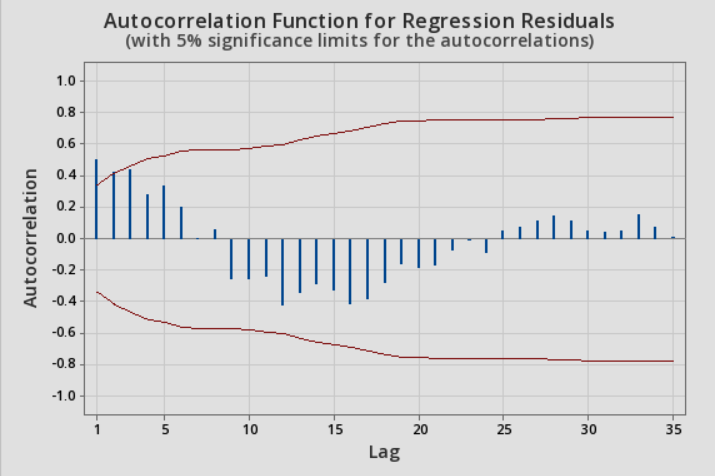 Autocorrelation Function for Regression Residuals
(with 5% significance limits for the autocorrelations)
1.0
0.8
0.6
0.4
0.2
0.0
-0.2
-0.4
-0.6
-0.8
-1.0
Autocorrelation
1 5 10 15 20 25 30 35
Lag